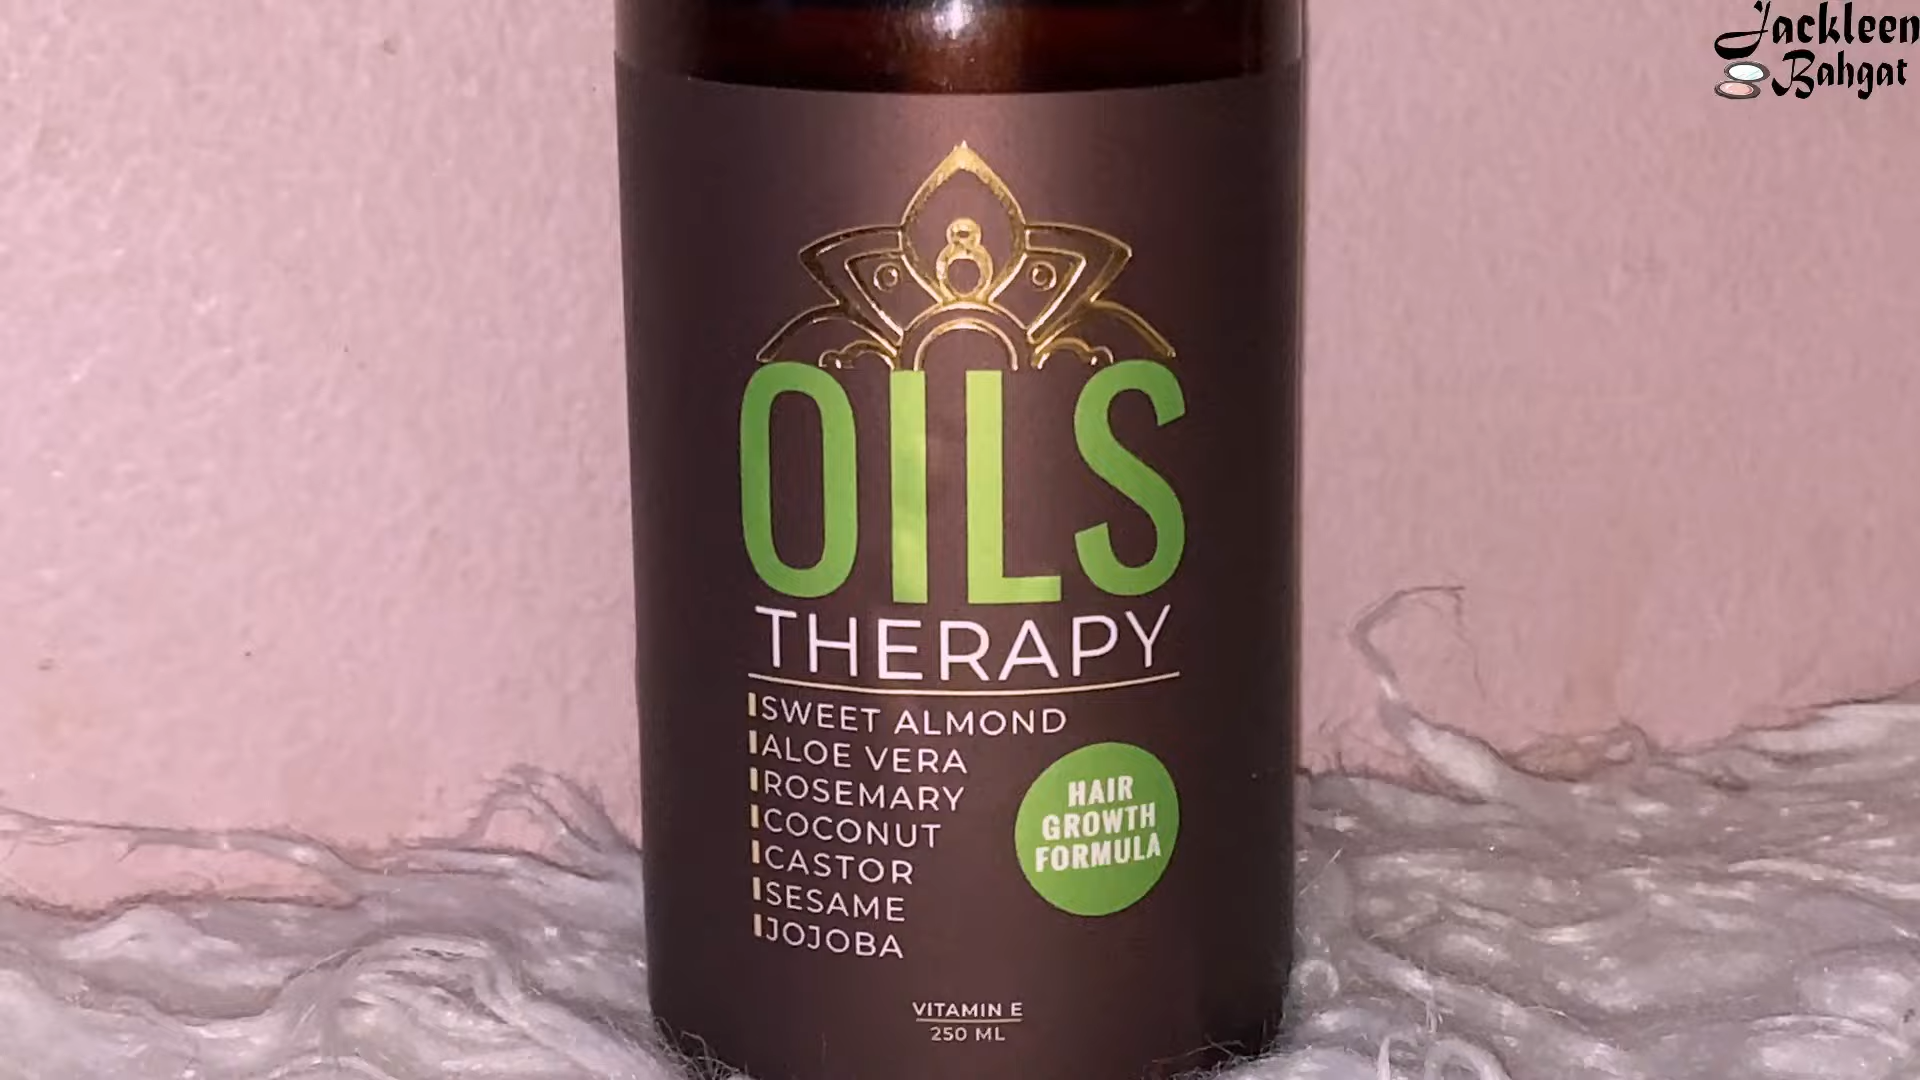 Jackleen
Bahgat
OILS
THERAPY
SWEET ALMOND
ALOE VERA
ROSEMARY
COCONUT
CASTOR
SESAME
JOJOBA
HAIR
GROWTH
FORMULA
VITAMIN E
250 ML